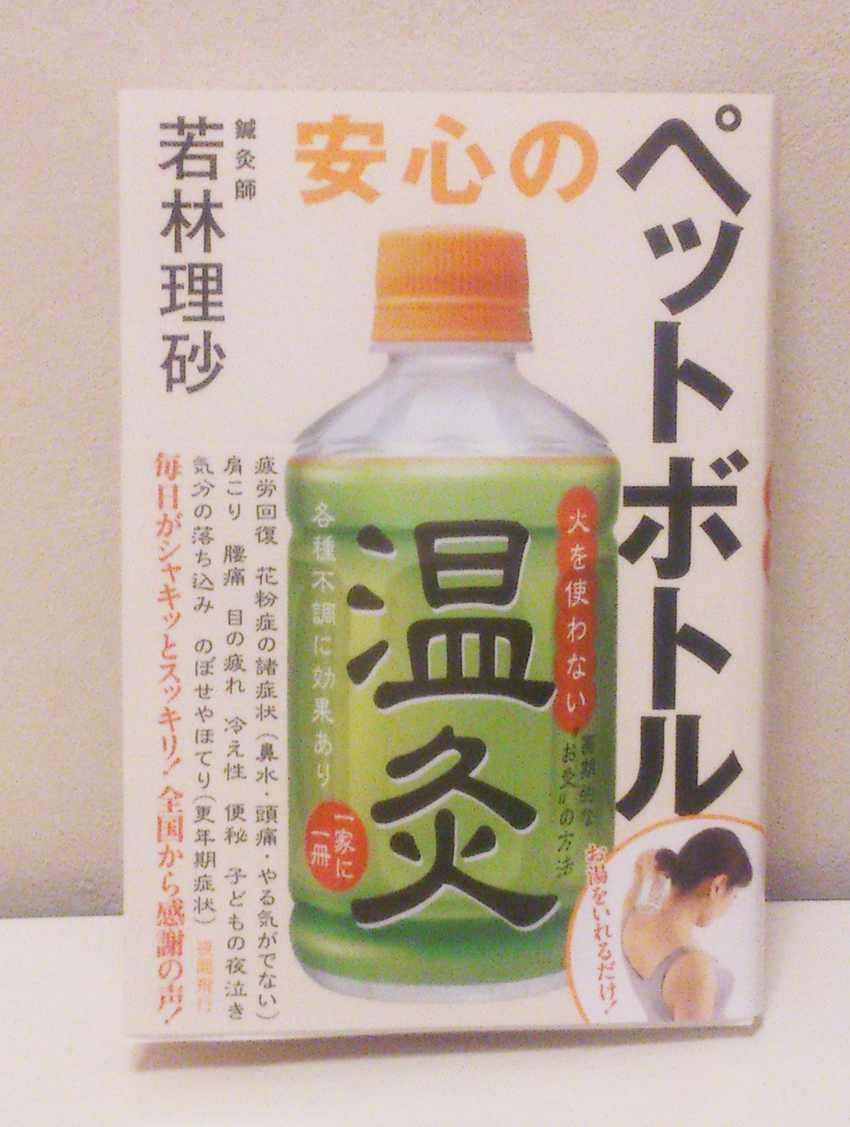 安心の
ペットボトル
温灸
鍼灸師
若林理砂
火を使わない
画期的な
"お灸"の方法
各種不調に効果あり
一家に
一冊
お湯をいれるだけ!
疲労回復 花粉症の諸症状(鼻水・頭痛・やる気がでない)
肩こり 腰痛 目の疲れ 冷え性 便秘 子どもの夜泣き
気分の落ち込み のぼせやほてり(更年期症状)
毎日がシャキッとスッキリ!全国から感謝の声!
夜間飛行